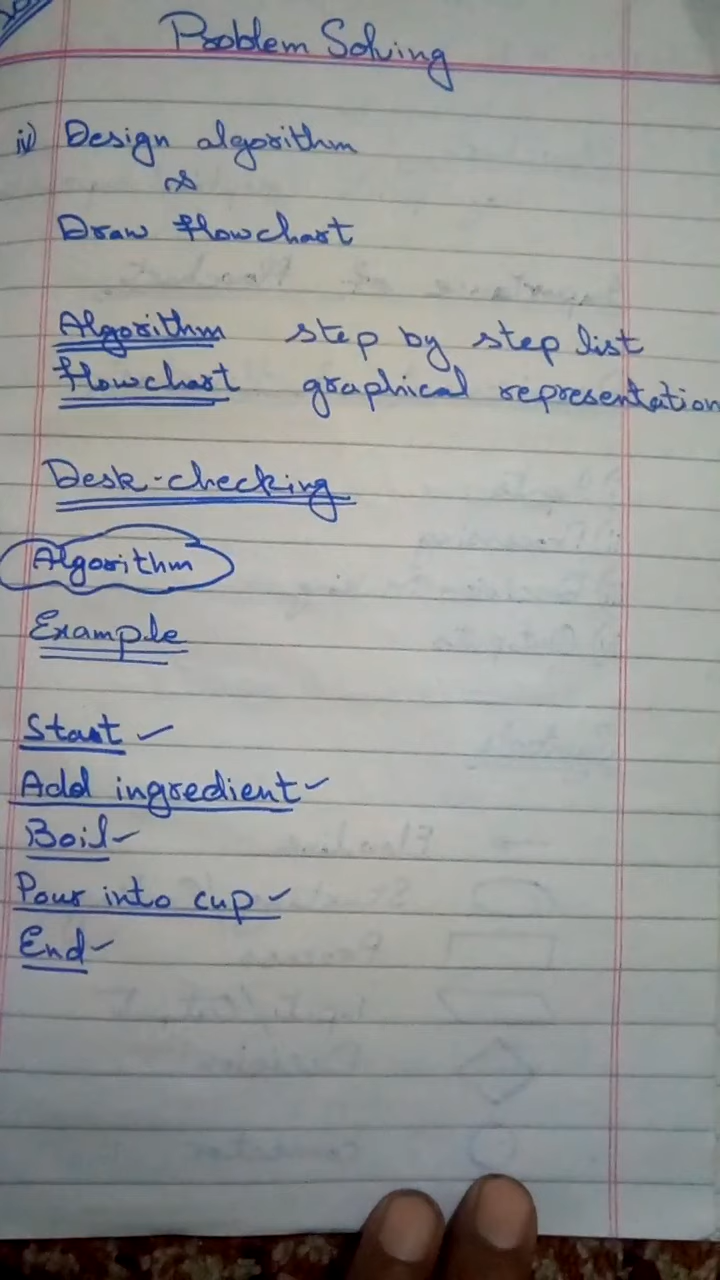 Problem Solving
iv) Design algorithm
or
Draw flowchart
Algorithm step by step list
flowchart graphical representation
Desk-checking
Algorithm
Example
Start ✓
Add ingredient ✓
Boil ✓
Pour into cup ✓
End ✓